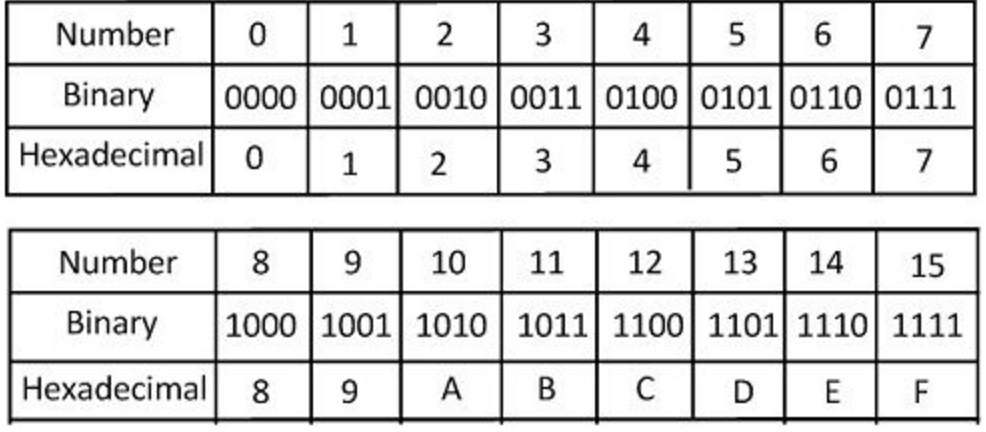 Number 0 1 2 3 4 5 6 7
Binary 0000 0001 0010 0011 0100 0101 0110 0111
Hexadecimal 0 1 2 3 4 5 6 7
Number 8 9 10 11 12 13 14 15
Binary 1000 1001 1010 1011 1100 1101 1110 1111
Hexadecimal 8 9 A B C D E F